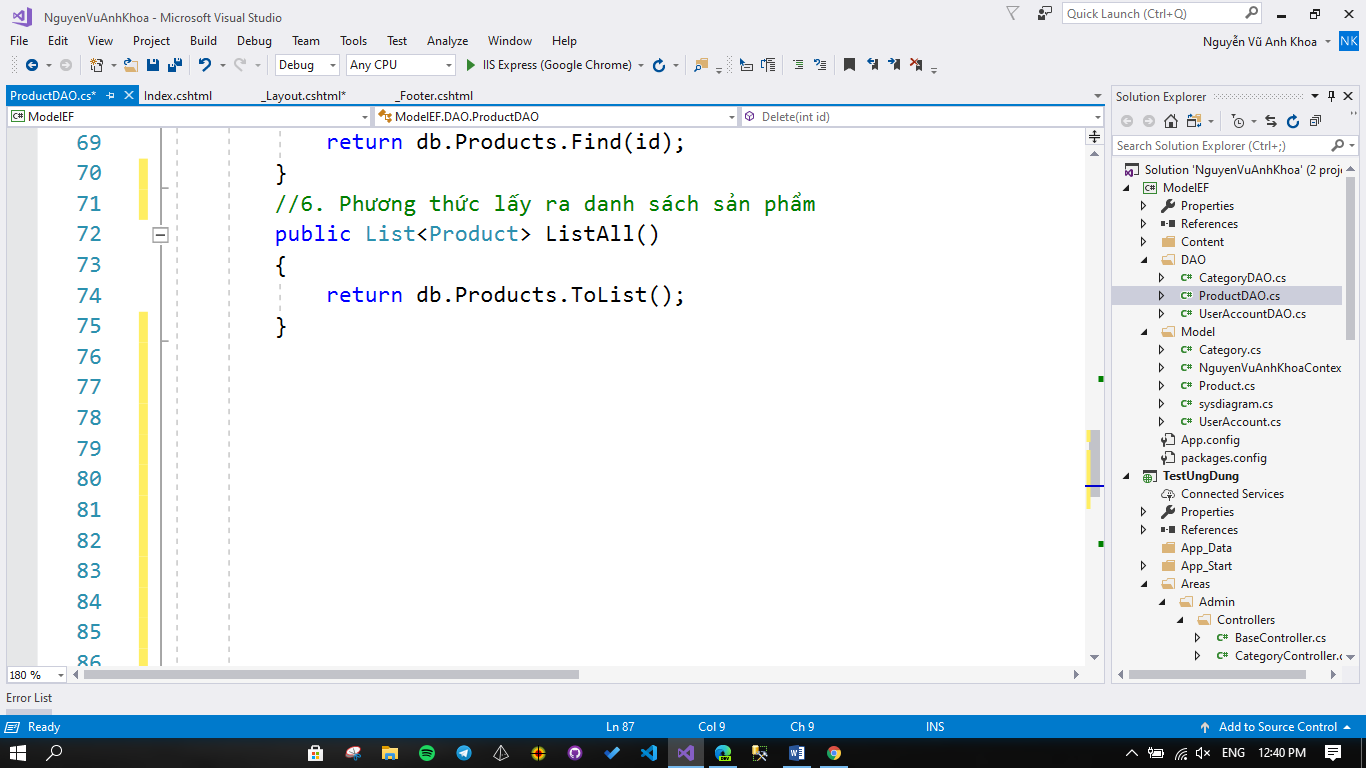 NguyenVuAnhKhoa - Microsoft Visual Studio
Quick Launch (Ctrl+Q)
File Edit View Project Build Debug Team Tools Test Analyze Window Help
Nguyễn Vũ Anh Khoa NK
Debug Any CPU IIS Express (Google Chrome)
ProductDAO.cs* Index.cshtml _Layout.cshtml* _Footer.cshtml
ModelEF ModelEF.DAO.ProductDAO Delete(int id)
69 return db.Products.Find(id);
70 }
71 //6. Phương thức lấy ra danh sách sản phẩm
72 public List<Product> ListAll()
73 {
74 return db.Products.ToList();
75 }
76
77
78
79
80
81
82
83
84
85
86
180 %
Solution Explorer
Search Solution Explorer (Ctrl+;)
Solution 'NguyenVuAnhKhoa' (2 proje
C# ModelEF
Properties
References
Content
DAO
C# CategoryDAO.cs
C# ProductDAO.cs
C# UserAccountDAO.cs
Model
C# Category.cs
C# NguyenVuAnhKhoaContex
C# Product.cs
C# sysdiagram.cs
C# UserAccount.cs
App.config
packages.config
TestUngDung
Connected Services
Properties
References
App_Data
App_Start
Areas
Admin
Controllers
C# BaseController.cs
C# CategoryController.c
Error List
Ready Ln 87 Col 9 Ch 9 INS Add to Source Control
DEV W ENG 12:40 PM